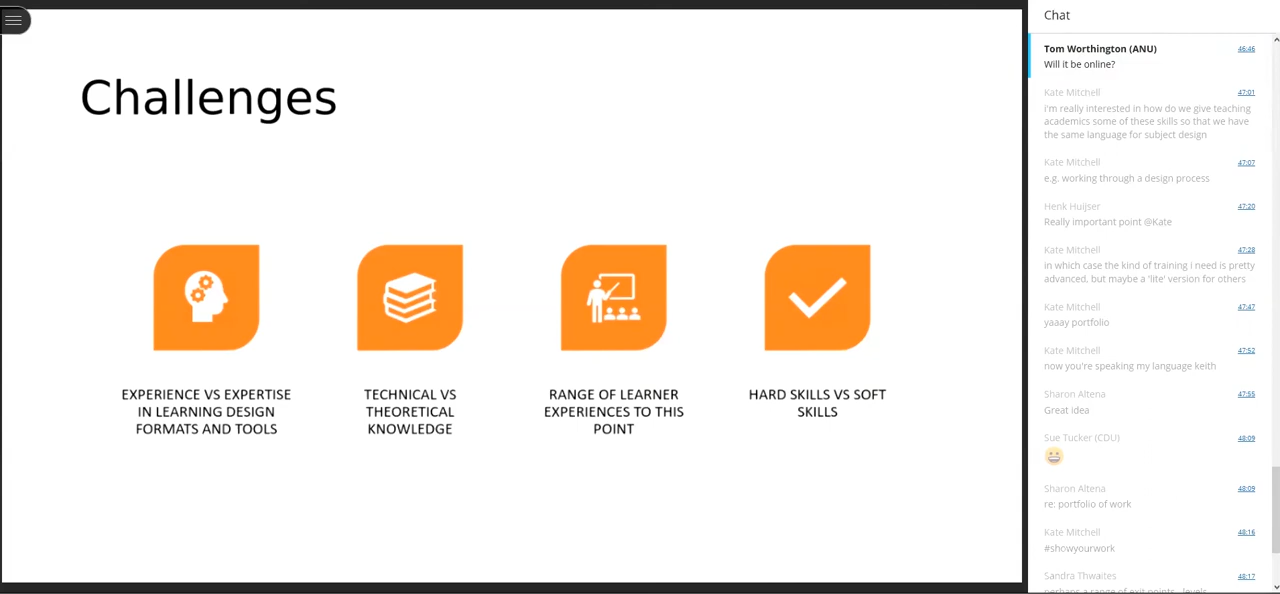 Challenges
EXPERIENCE VS EXPERTISE
IN LEARNING DESIGN
FORMATS AND TOOLS
TECHNICAL VS
THEORETICAL
KNOWLEDGE
RANGE OF LEARNER
EXPERIENCES TO THIS
POINT
HARD SKILLS VS SOFT
SKILLS
Chat
Tom Worthington (ANU) 46:46
Will it be online?
Kate Mitchell 47:01
i'm really interested in how do we give teaching
academics some of these skills so that we have
the same language for subject design
Kate Mitchell 47:07
e.g. working through a design process
Henk Huijser 47:20
Really important point @Kate
Kate Mitchell 47:28
in which case the kind of training i need is pretty
advanced, but maybe a 'lite' version for others
Kate Mitchell 47:47
yaaay portfolio
Kate Mitchell 47:52
now you're speaking my language keith
Sharon Altena 47:55
Great idea
Sue Tucker (CDU) 48:09
Sharon Altena 48:09
re: portfolio of work
Kate Mitchell 48:16
#showyourwork
Sandra Thwaites 48:17
perhaps a range of exit points - levels